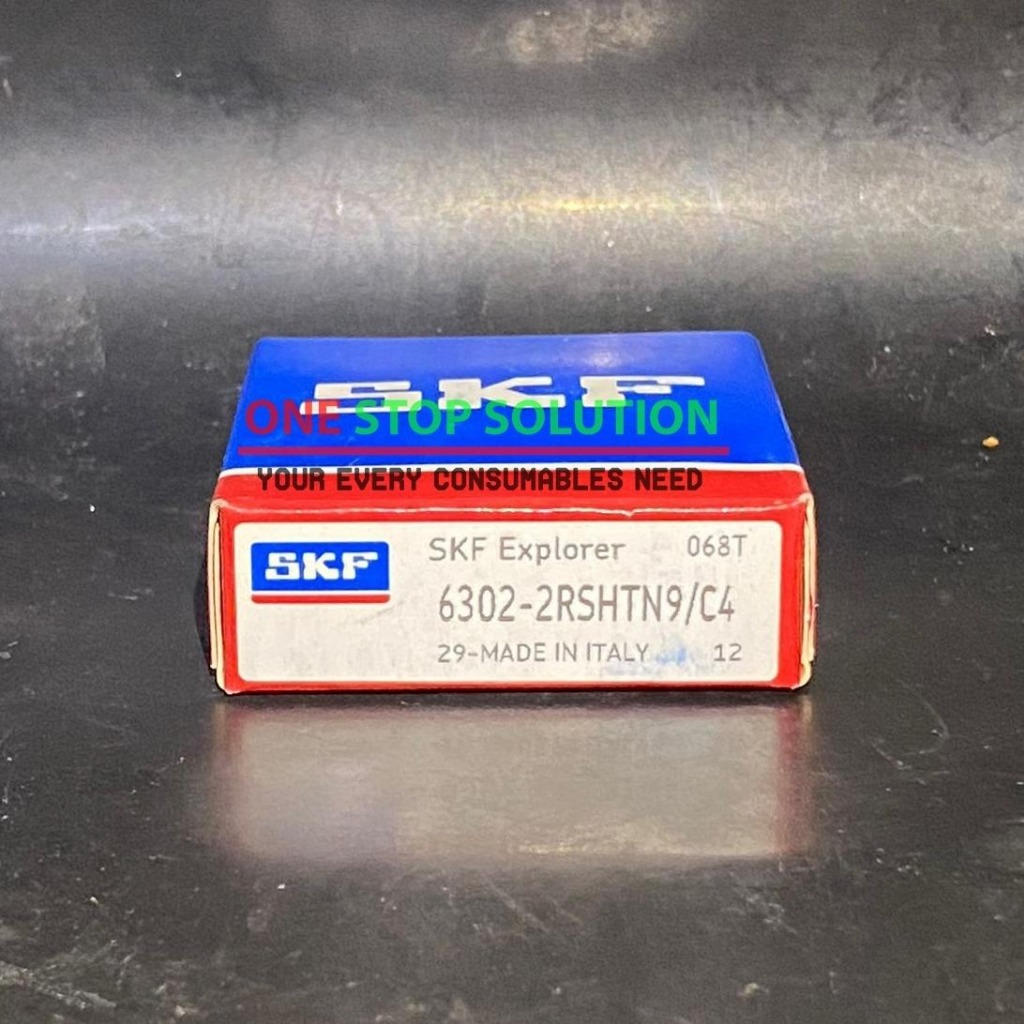 SKF
ONE STOP SOLUTION
YOUR EVERY CONSUMABLES NEED
SKF
SKF Explorer 068T
6302-2RSHTN9/C4
29-MADE IN ITALY 12